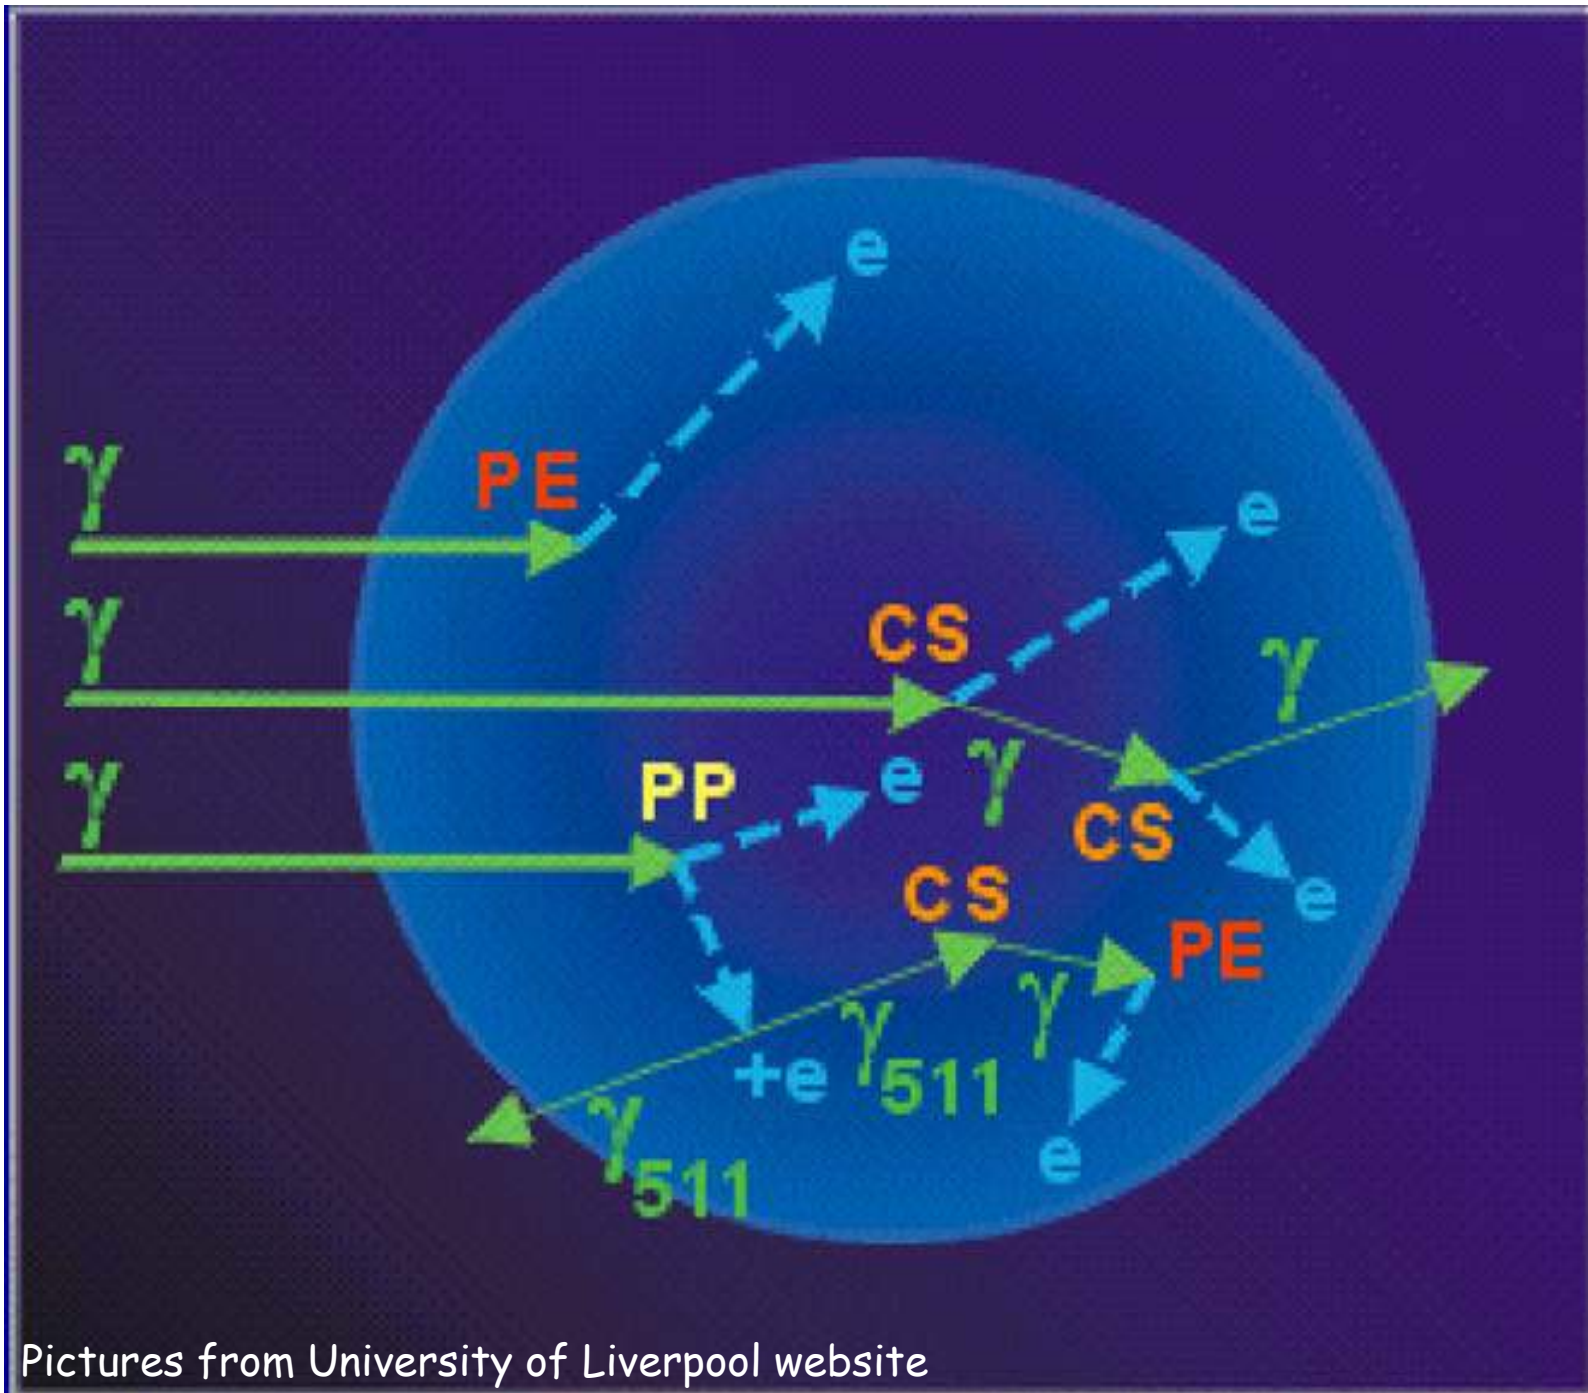 e
γ
PE
e
γ
CS
γ
γ
PP
e
γ
CS
CS
e
PE
γ
γ511
+e
e
γ511
Pictures from University of Liverpool website